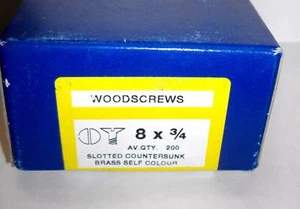 WOODSCREWS
8 x 3/4
AV.QTY. 200
SLOTTED COUNTERSUNK
BRASS SELF COLOUR